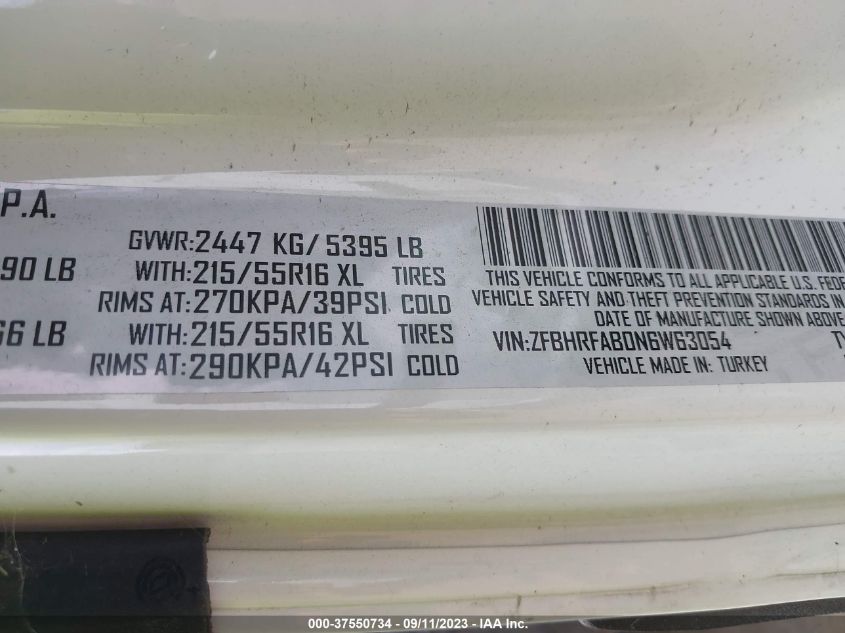 P.A.
GVWR:2447 KG/5395 LB
90 LB WITH:215/55R16 XL TIRES
RIMS AT:270KPA/39PSI COLD
66 LB WITH:215/55R16 XL TIRES
RIMS AT:290KPA/42PSI COLD
THIS VEHICLE CONFORMS TO ALL APPLICABLE U.S. FEDE
VEHICLE SAFETY AND THEFT PREVENTION STANDARDS IN
DATE OF MANUFACTURE SHOWN ABOVE
VIN:ZFBHRFAB0N6W63054
VEHICLE MADE IN: TURKEY
000-37550734 - 09/11/2023 - IAA Inc.